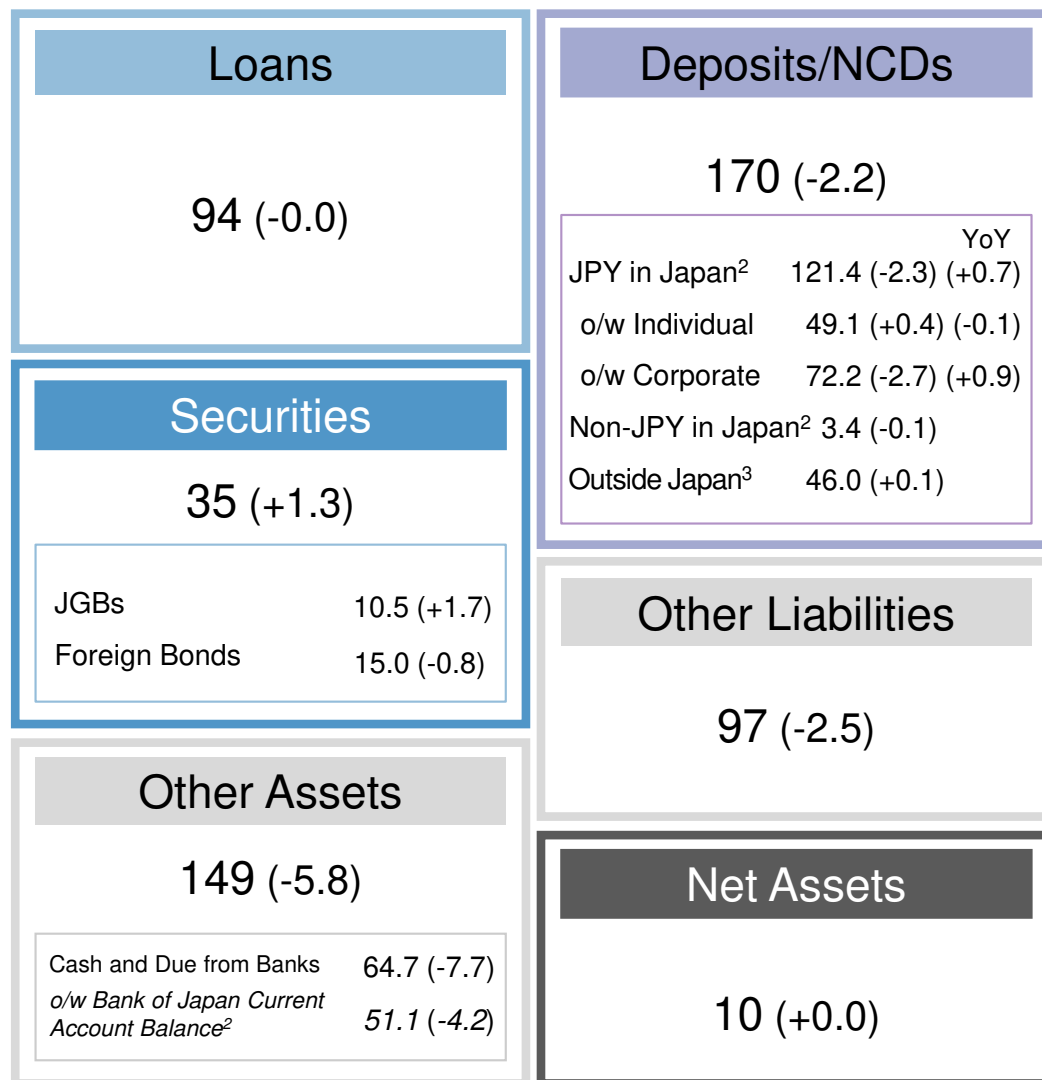 Loans
94 (-0.0)
Securities
35 (+1.3)
JGBs 10.5 (+1.7)
Foreign Bonds 15.0 (-0.8)
Other Assets
149 (-5.8)
Cash and Due from Banks 64.7 (-7.7)
o/w Bank of Japan Current
Account Balance² 51.1 (-4.2)
Deposits/NCDs
170 (-2.2)
YoY
JPY in Japan² 121.4 (-2.3) (+0.7)
o/w Individual 49.1 (+0.4) (-0.1)
o/w Corporate 72.2 (-2.7) (+0.9)
Non-JPY in Japan² 3.4 (-0.1)
Outside Japan³ 46.0 (+0.1)
Other Liabilities
97 (-2.5)
Net Assets
10 (+0.0)